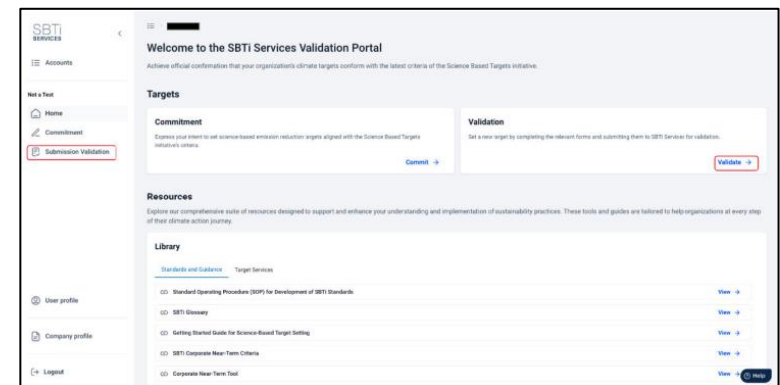 SBTi
SERVICES
Accounts
Not a Test
Home
Commitment
Submission Validation
User profile
Company profile
Logout
Welcome to the SBTi Services Validation Portal
Achieve official confirmation that your organization's climate targets conform with the latest criteria of the Science Based Targets initiative.
Targets
Commitment
Express your intent to set science-based emission reduction targets aligned with the Science Based Targets
initiative's criteria.
Commit →
Validation
Set a new target by completing the relevant forms and submitting them to SBTi Services for validation.
Validate →
Resources
Explore our comprehensive suite of resources designed to support and enhance your understanding and implementation of sustainability practices. These tools and guides are tailored to help organizations at every step
of their climate action journey.
Library
Standards and Guidance Target Services
Standard Operating Procedure (SOP) for Development of SBTi Standards View →
SBTi Glossary View →
Getting Started Guide for Science-Based Target Setting View →
SBTi Corporate Near-Term Criteria View →
Corporate Near-Term Tool View →
Help